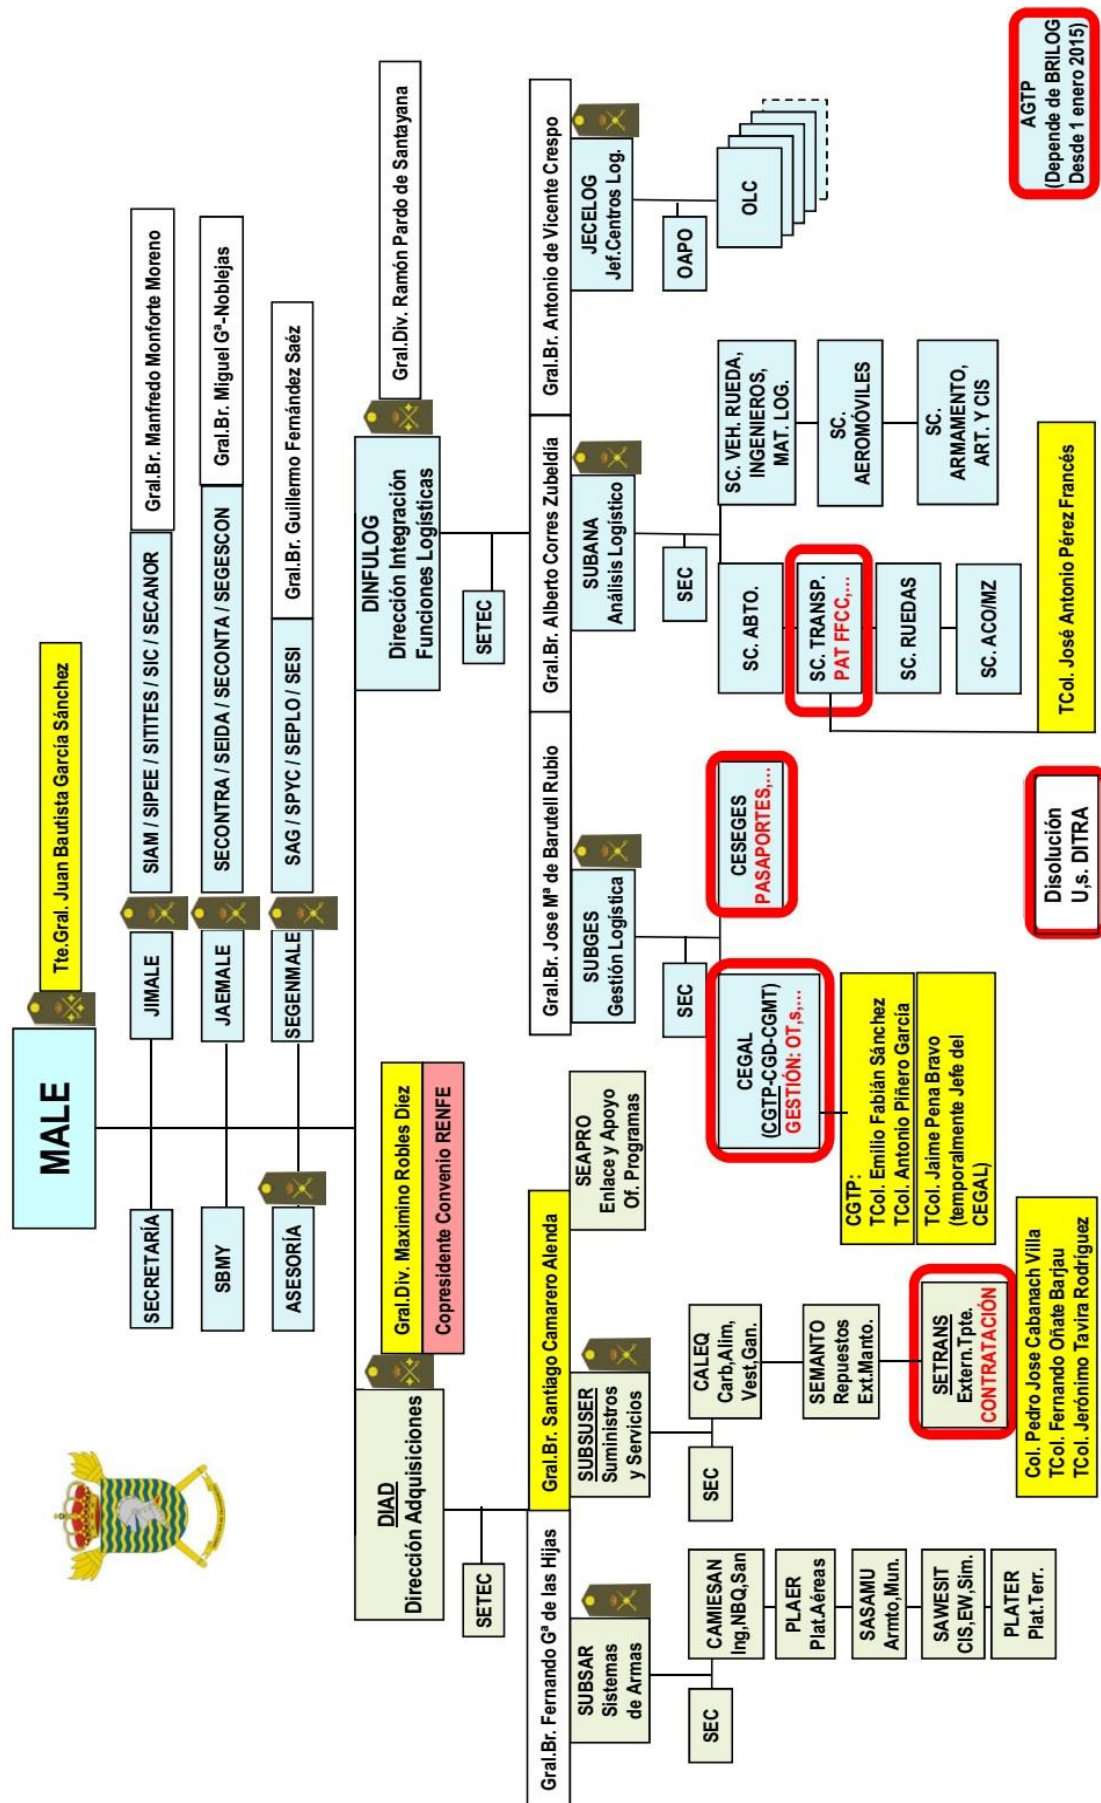 MALE
Tte.Gral. Juan Bautista García Sánchez
SECRETARÍA
JIMALE
SIAM / SIPEE / SITITES / SIC / SECANOR
Gral.Br. Manfredo Monforte Moreno
SBMY
JAEMALE
SECONTRA / SEIDA / SECONTA / SEGESCON
Gral.Br. Miguel Gª-Noblejas
ASESORÍA
SEGENMALE
SAG / SPYC / SEPLO / SESI
Gral.Br. Guillermo Fernández Saéz
DIAD
Dirección Adquisiciones
Gral.Div. Maximino Robles Diez
Copresidente Convenio RENFE
DINFULOG
Dirección Integración
Funciones Logísticas
Gral.Div. Ramón Pardo de Santayana
SETEC
SETEC
Gral.Br. Fernando Gª de las Hijas
Gral.Br. Santiago Camarero Alenda
Gral.Br. Jose Mª de Barutell Rubio
Gral.Br. Alberto Corres Zubeldía
Gral.Br. Antonio de Vicente Crespo
SUBSAR
Sistemas
de Armas
SUBSUSER
Suministros
y Servicios
SEAPRO
Enlace y Apoyo
Of. Programas
SUBGES
Gestión Logística
SUBANA
Análisis Logístico
JECELOG
Jef.Centros Log.
SEC
CAMIESAN
Ing,NBQ,San
PLAER
Plat.Aéreas
SASAMU
Armto,Mun.
SAWESIT
CIS,EW,Sim.
PLATER
Plat.Terr.
SEC
CALEQ
Carb,Alim,
Vest,Gan.
SEMANTO
Repuestos
Ext.Manto.
SETRANS
Extern.Tpte.
CONTRATACIÓN
Col. Pedro Jose Cabanach Villa
TCol. Fernando Oñate Barjau
TCol. Jerónimo Tavira Rodríguez
SEC
CEGAL
(CGTP-CGD-CGMT)
GESTIÓN: OT,s,...
CESEGES
PASAPORTES,...
CGTP:
TCol. Emilio Fabián Sánchez
TCol. Antonio Piñero García
TCol. Jaime Pena Bravo
(temporalmente Jefe del
CEGAL)
SEC
SC. ABTO.
SC. TRANSP.
PAT FFCC,...
SC. RUEDAS
SC. ACO/MZ
SC. VEH. RUEDA,
INGENIEROS,
MAT. LOG.
SC.
AEROMÓVILES
SC.
ARMAMENTO,
ART. Y CIS
TCol. José Antonio Pérez Francés
OAPO
OLC
Disolución
U,s. DITRA
AGTP
(Depende de BRILOG
Desde 1 enero 2015)